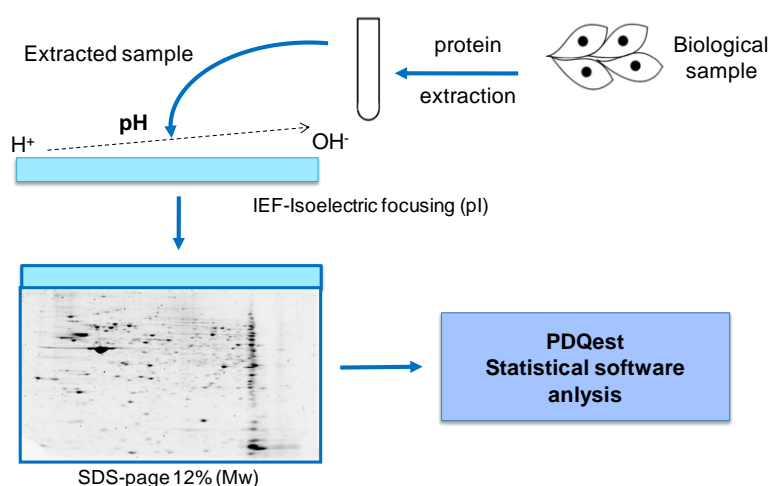 Extracted sample
protein
extraction
Biological
sample
pH
H⁺
OH⁻
IEF-Isoelectric focusing (pI)
PDQest
Statistical software
anlysis
SDS-page 12% (Mw)